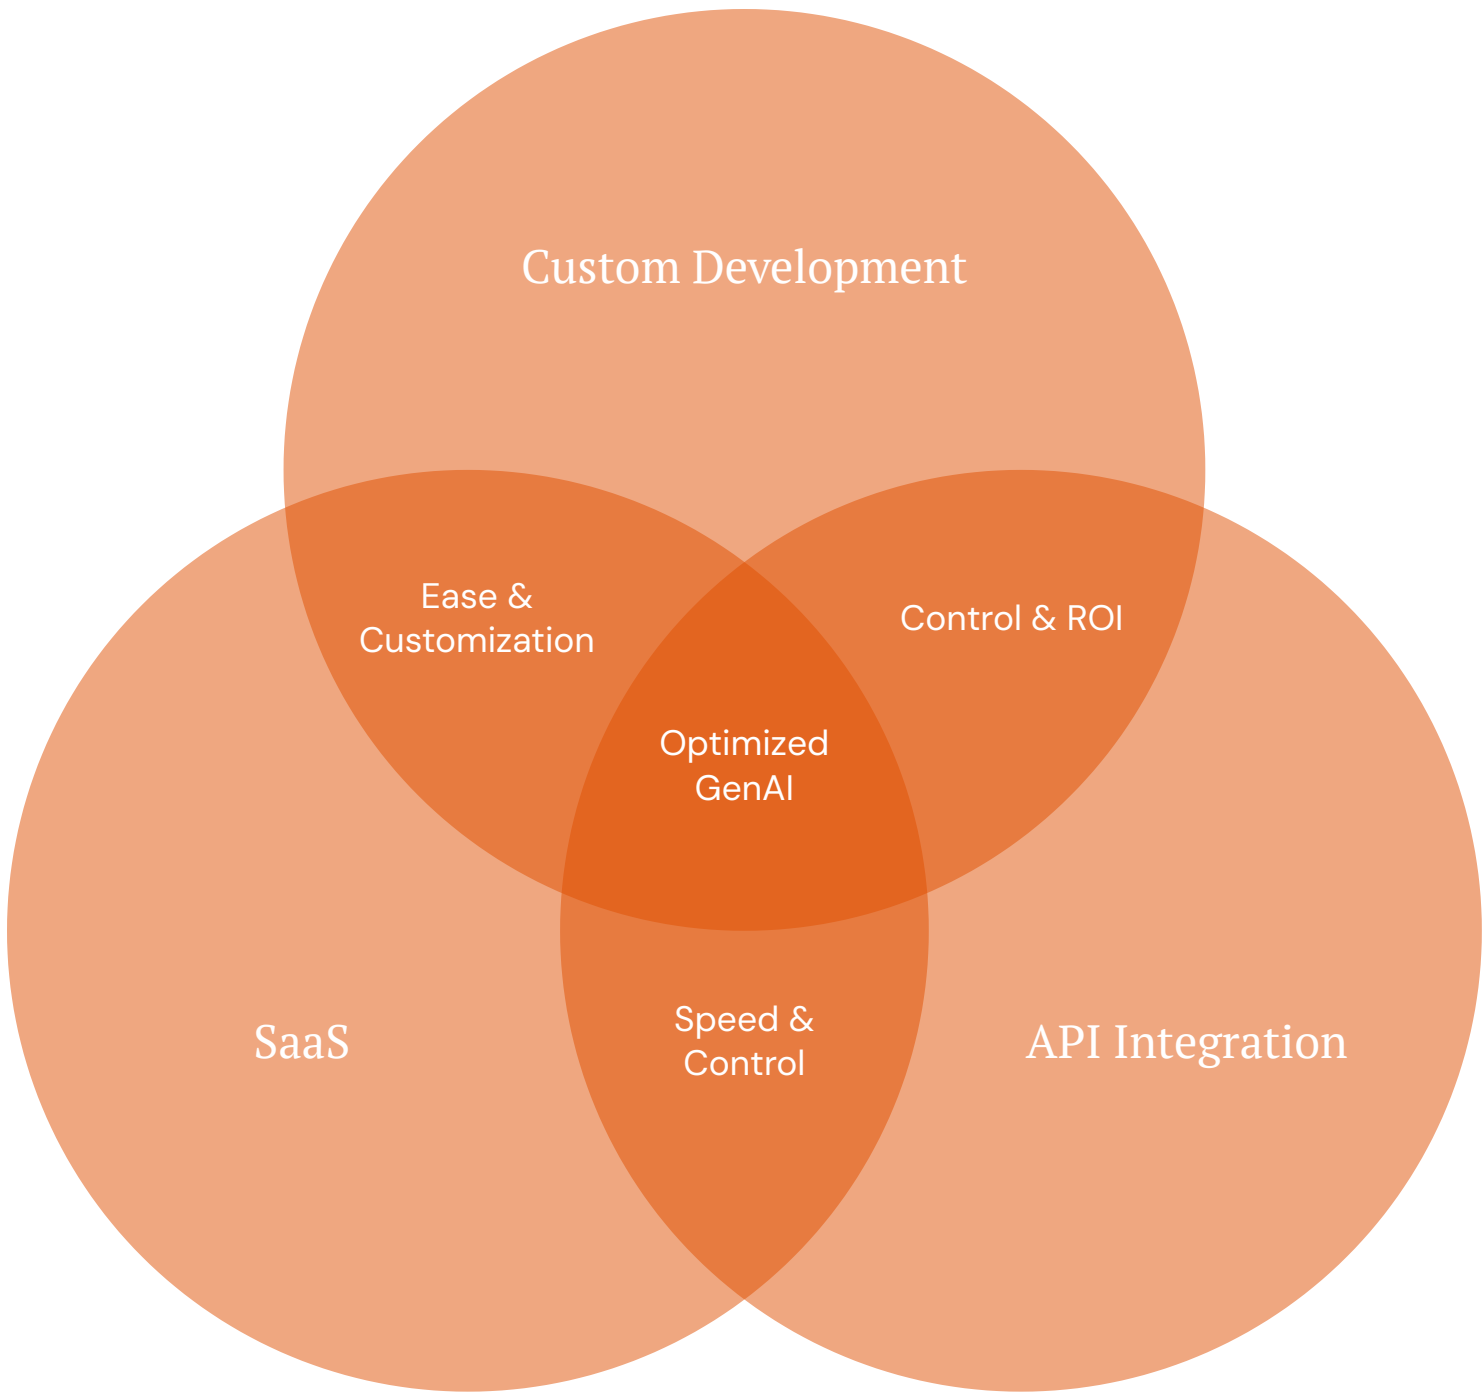 Custom Development
Ease &
Customization
Control & ROI
Optimized
GenAI
SaaS
Speed &
Control
API Integration